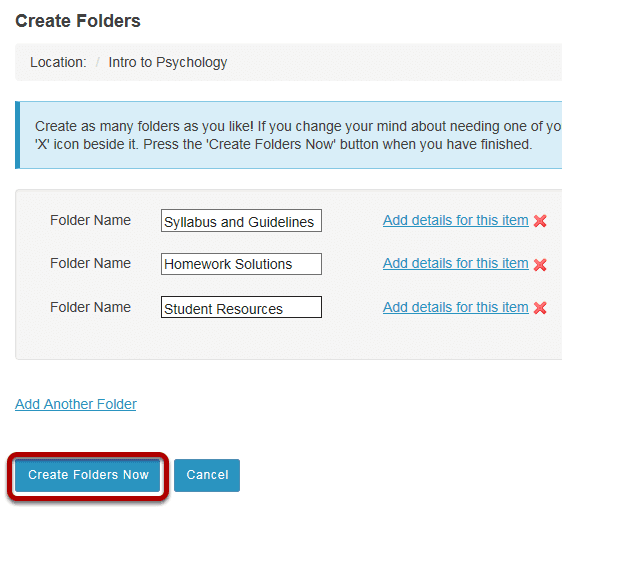 Create Folders
Location: / Intro to Psychology
Create as many folders as you like! If you change your mind about needing one of yo
'X' icon beside it. Press the 'Create Folders Now' button when you have finished.
Folder Name Syllabus and Guidelines Add details for this item
Folder Name Homework Solutions Add details for this item
Folder Name Student Resources Add details for this item
Add Another Folder
Create Folders Now Cancel